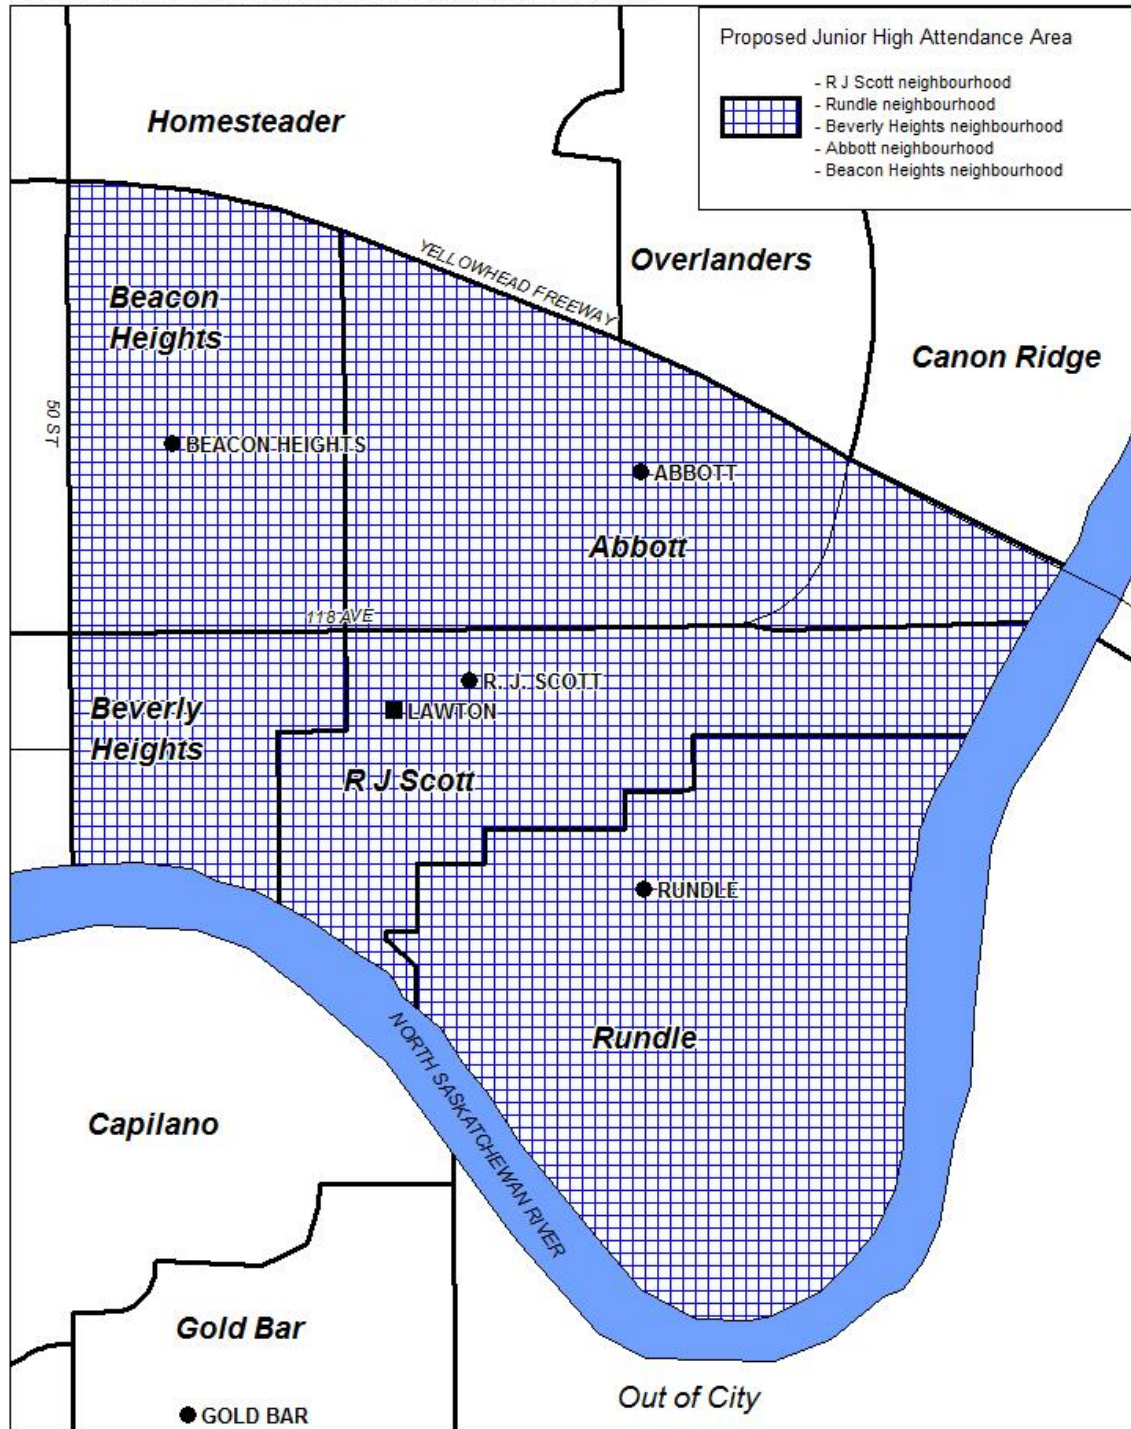 Proposed Junior High Attendance Area
- R J Scott neighbourhood
- Rundle neighbourhood
- Beverly Heights neighbourhood
- Abbott neighbourhood
- Beacon Heights neighbourhood
Homesteader
Overlanders
YELLOWHEAD FREEWAY
Beacon
Heights
Canon Ridge
50 ST
BEACON HEIGHTS
ABBOTT
Abbott
118 AVE
R. J. SCOTT
LAWTON
Beverly
Heights
R J Scott
RUNDLE
Rundle
NORTH SASKATCHEWAN RIVER
Capilano
Gold Bar
Out of City
GOLD BAR